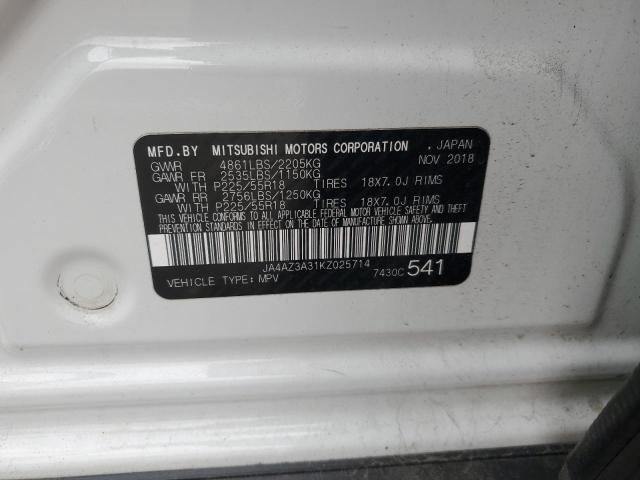 MFD.BY MITSUBISHI MOTORS CORPORATION . JAPAN
GVWR 4861LBS/2205KG NOV 2018
GAWR FR 2535LBS/1150KG
WITH P225/55R18 TIRES 18X7.0J RIMS
GAWR RR 2756LBS/1250KG
WITH P225/55R18 TIRES 18X7.0J RIMS
THIS VEHICLE CONFORMS TO ALL APPLICABLE FEDERAL MOTOR VEHICLE SAFETY AND
THEFT PREVENTION STANDARDS IN EFFECT ON THE DATE OF MANUFACTURE SHOWN ABOVE.
JA4AZ3A31KZ025714
VEHICLE TYPE:MPV 7430C 541